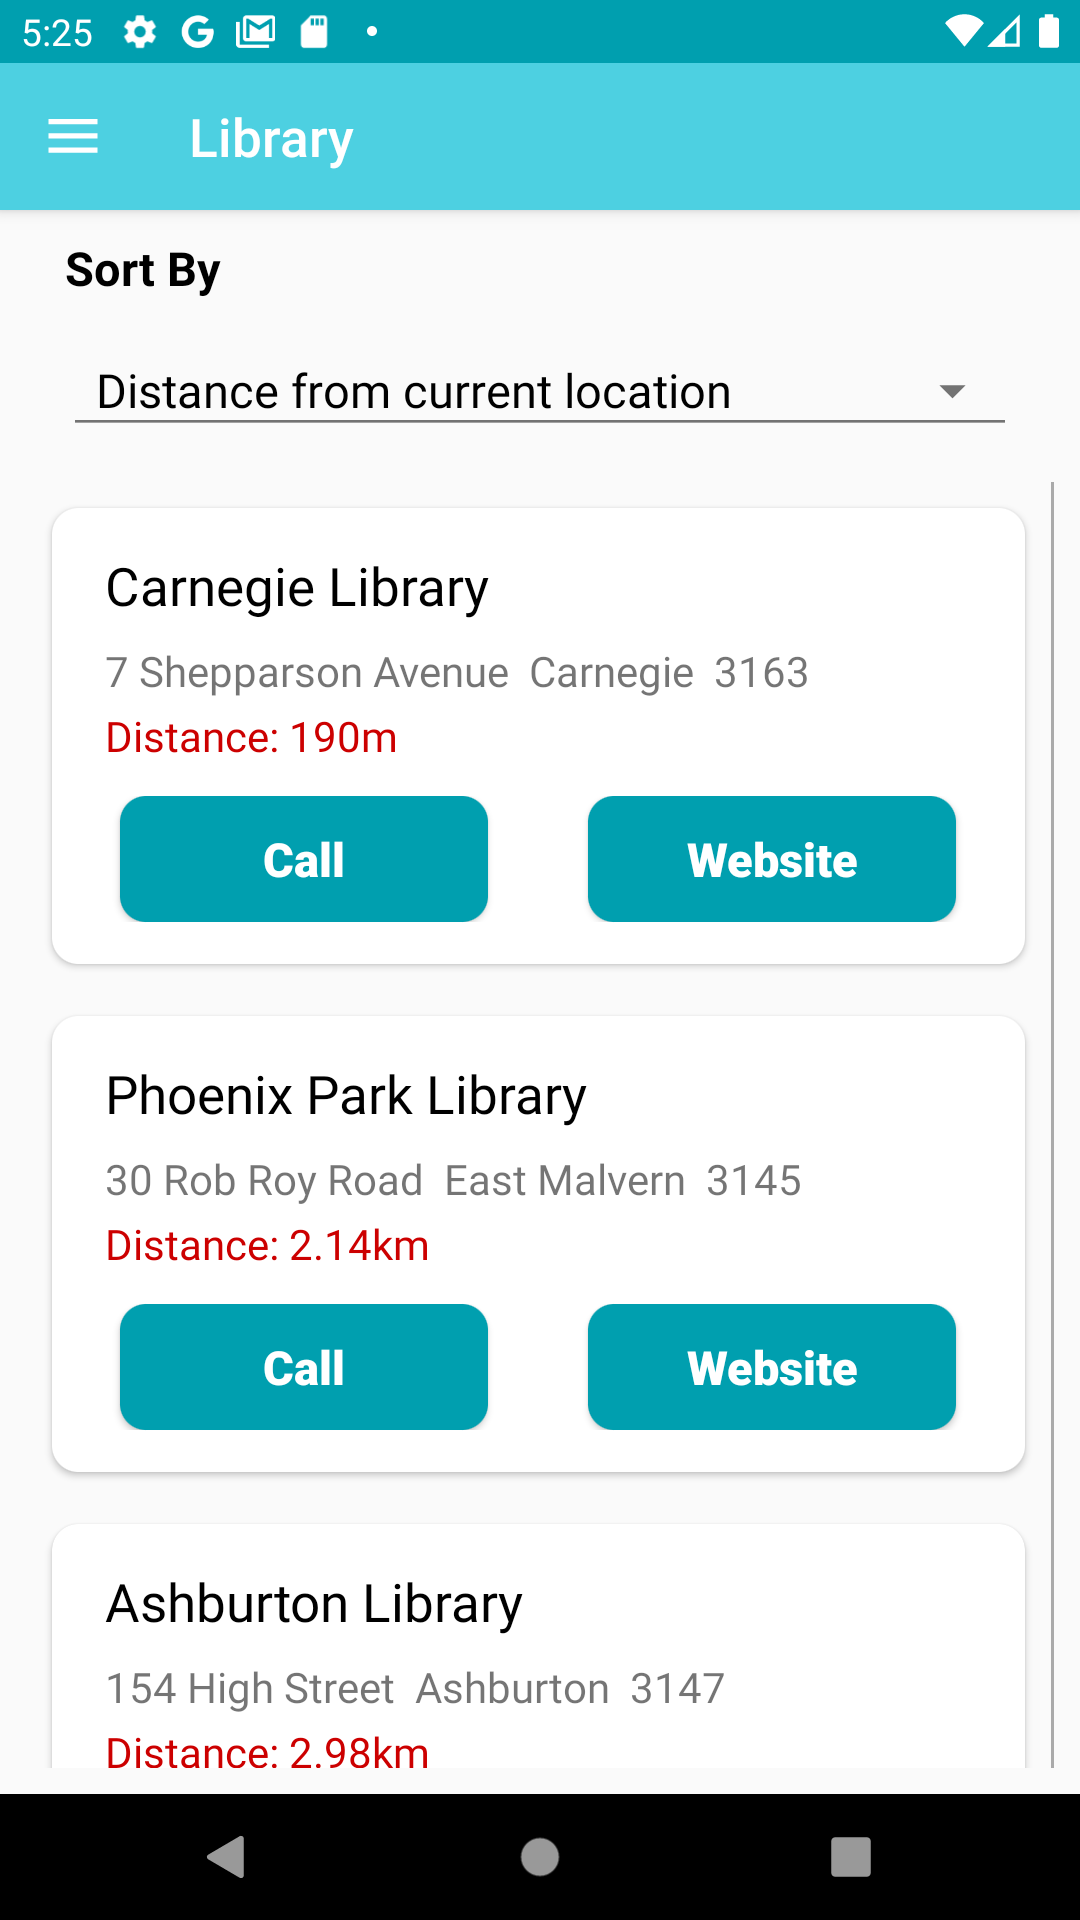 5:25
Library
Sort By
Distance from current location
Carnegie Library
7 Shepparson Avenue  Carnegie  3163
Distance: 190m
Call
Website
Phoenix Park Library
30 Rob Roy Road  East Malvern  3145
Distance: 2.14km
Call
Website
Ashburton Library
154 High Street  Ashburton  3147
Distance: 2.98km